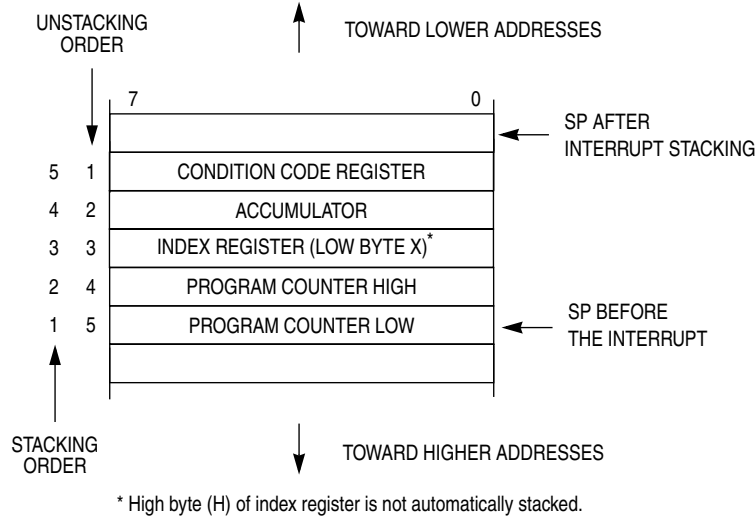 UNSTACKING
ORDER
TOWARD LOWER ADDRESSES
7 0
SP AFTER
INTERRUPT STACKING
5 1 CONDITION CODE REGISTER
4 2 ACCUMULATOR
3 3 INDEX REGISTER (LOW BYTE X)*
2 4 PROGRAM COUNTER HIGH
1 5 PROGRAM COUNTER LOW
SP BEFORE
THE INTERRUPT
STACKING
ORDER
TOWARD HIGHER ADDRESSES
* High byte (H) of index register is not automatically stacked.